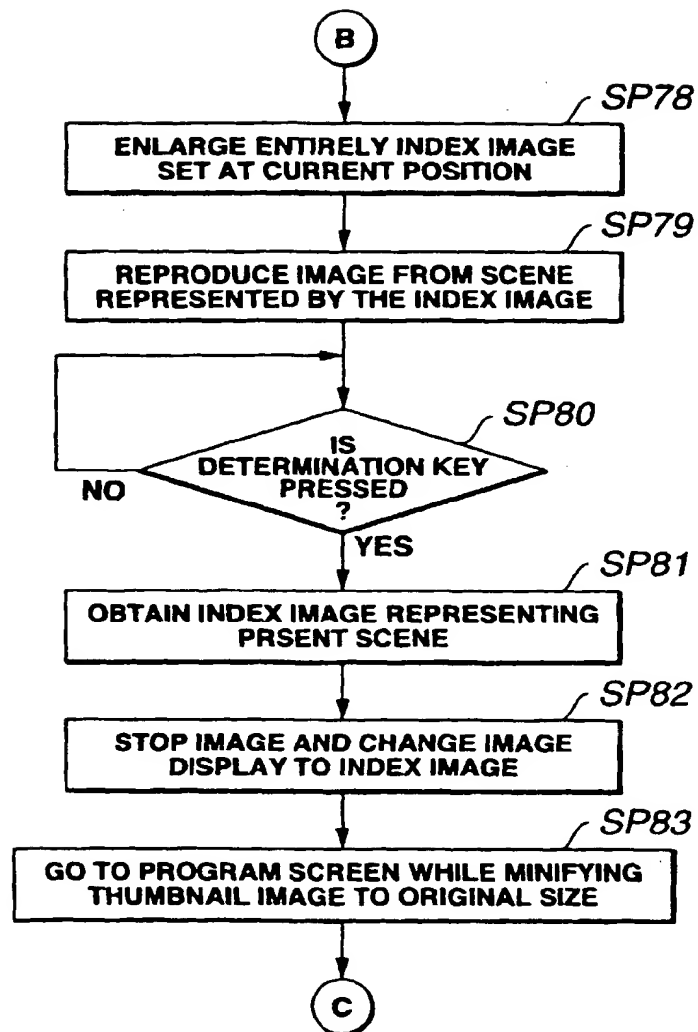 B
SP78
ENLARGE ENTIRELY INDEX IMAGE
SET AT CURRENT POSITION
SP79
REPRODUCE IMAGE FROM SCENE
REPRESENTED BY THE INDEX IMAGE
SP80
IS
DETERMINATION KEY
PRESSED
?
NO
YES
SP81
OBTAIN INDEX IMAGE REPRESENTING
PRSENT SCENE
SP82
STOP IMAGE AND CHANGE IMAGE
DISPLAY TO INDEX IMAGE
SP83
GO TO PROGRAM SCREEN WHILE MINIFYING
THUMBNAIL IMAGE TO ORIGINAL SIZE
C